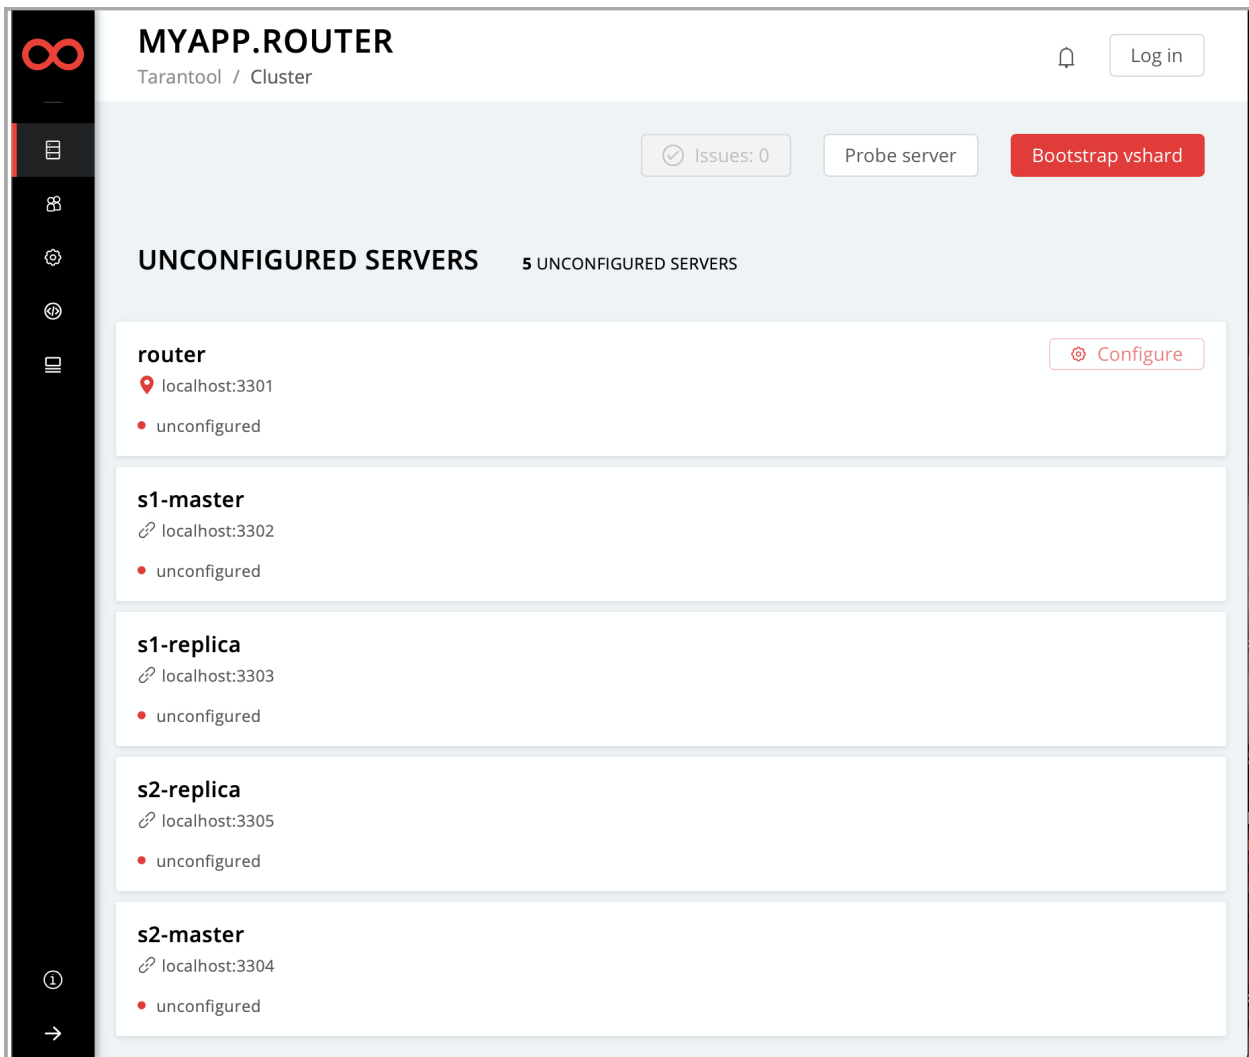 MYAPP.ROUTER
Tarantool / Cluster
Log in
Issues: 0
Probe server
Bootstrap vshard
UNCONFIGURED SERVERS
5 UNCONFIGURED SERVERS
router
Configure
localhost:3301
unconfigured
s1-master
localhost:3302
unconfigured
s1-replica
localhost:3303
unconfigured
s2-replica
localhost:3305
unconfigured
s2-master
localhost:3304
unconfigured